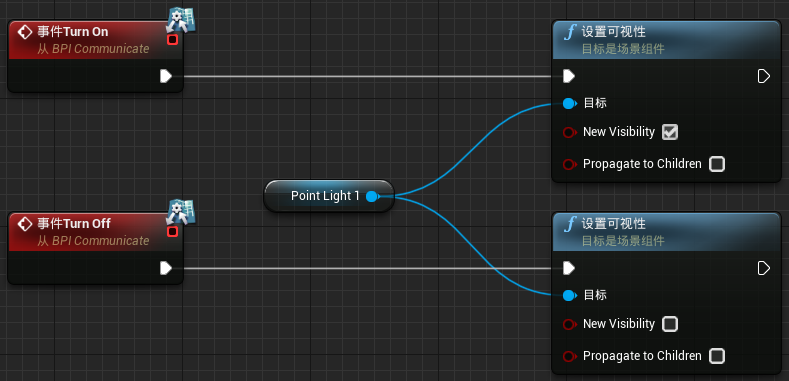 事件Turn On
从 BPI Communicate
设置可视性
目标是场景组件
目标
New Visibility
Propagate to Children
Point Light 1
事件Turn Off
从 BPI Communicate
设置可视性
目标是场景组件
目标
New Visibility
Propagate to Children